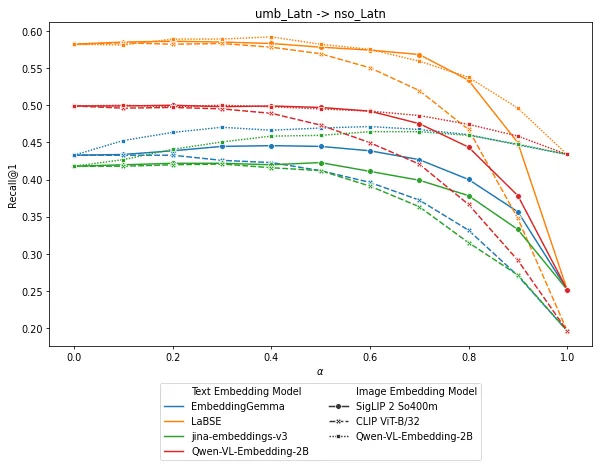 umb_Latn -> nso_Latn
Recall@1
0.60
0.55
0.50
0.45
0.40
0.35
0.30
0.25
0.20
0.0 0.2 0.4 0.6 0.8 1.0
α
Text Embedding Model Image Embedding Model
EmbeddingGemma SigLIP 2 So400m
LaBSE CLIP ViT-B/32
jina-embeddings-v3 Qwen-VL-Embedding-2B
Qwen-VL-Embedding-2B